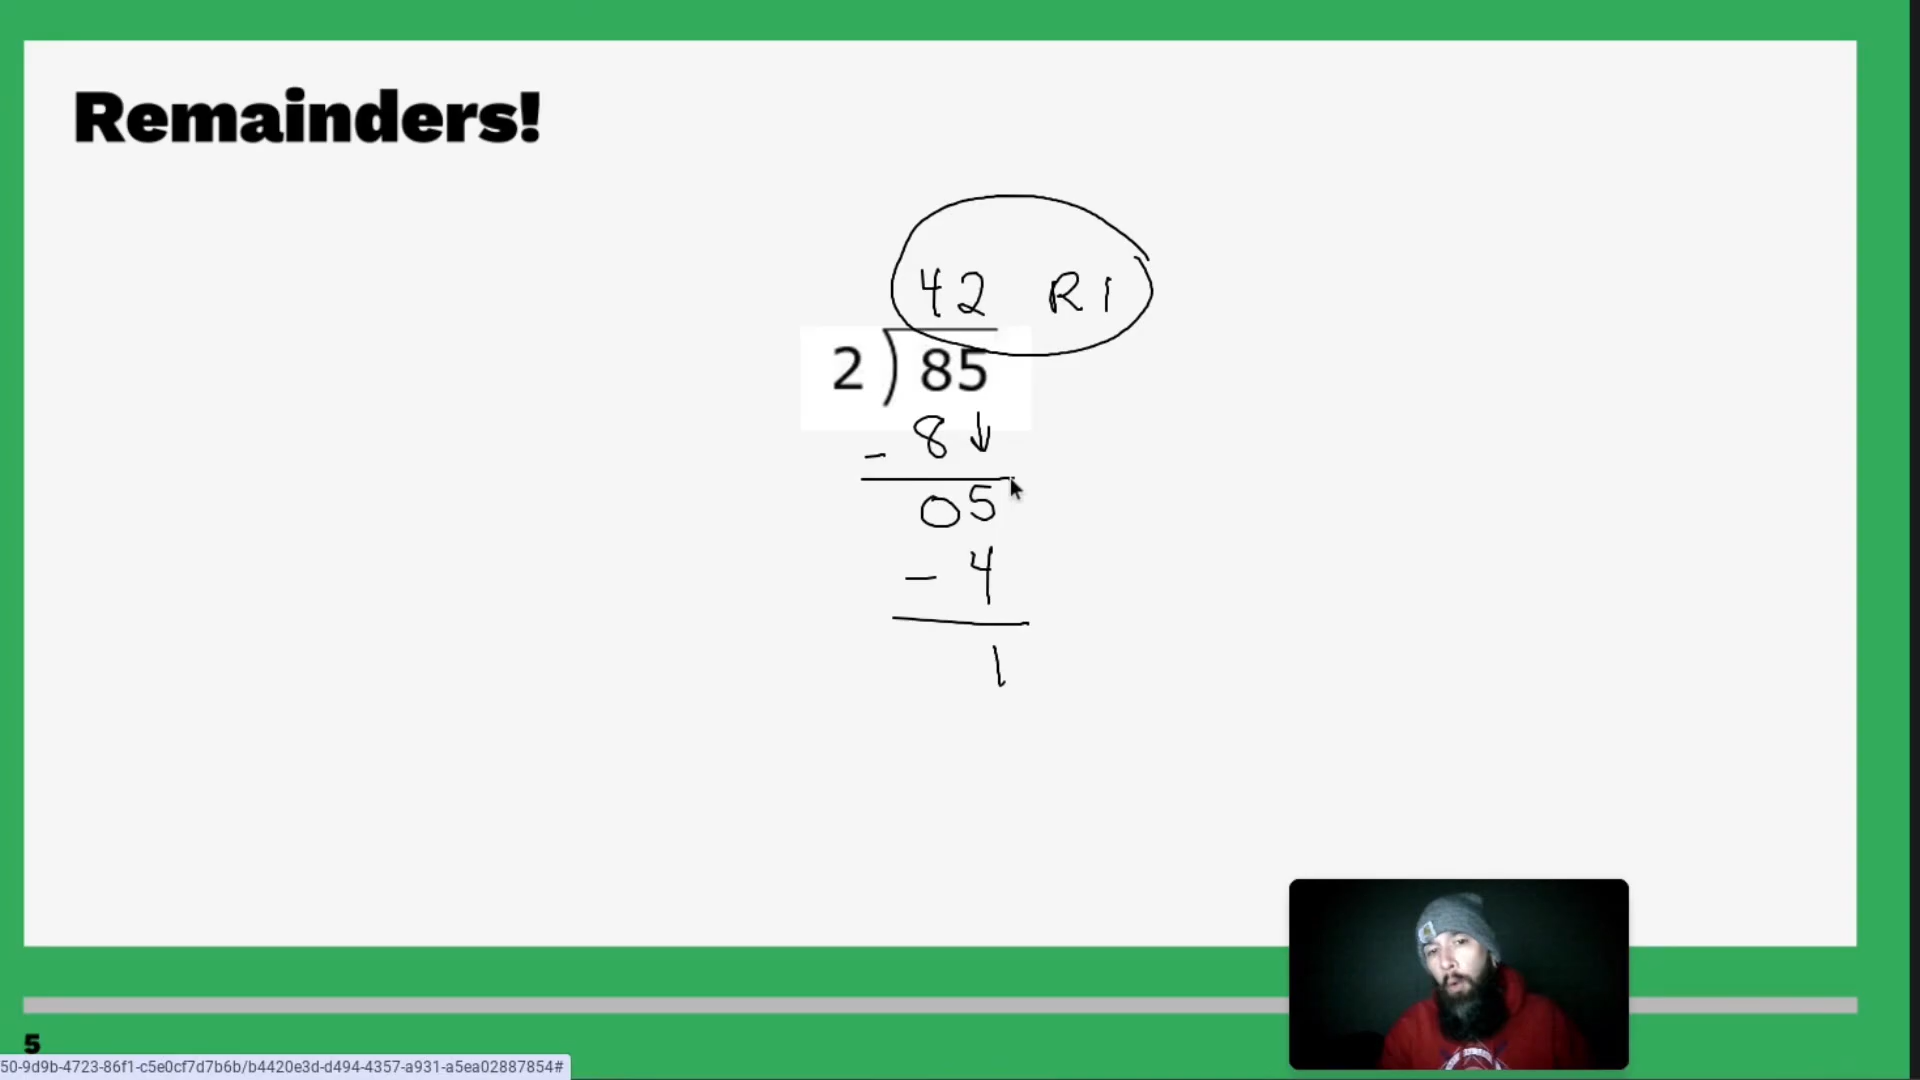 Remainders!
42 R1
2 ) 85
- 8 ↓
05
- 4
1
5
50-9d9b-4723-86f1-c5e0cf7d7b6b/b4420e3d-d494-4357-a931-a5ea02887854#